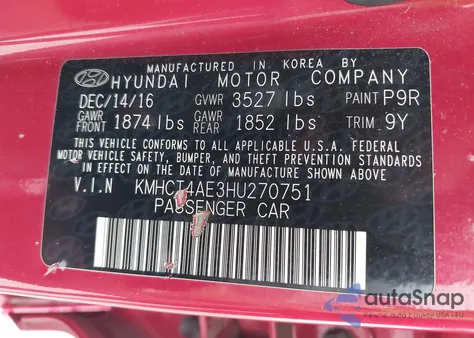 MANUFACTURED IN KOREA BY
HYUNDAI MOTOR COMPANY
DEC/14/16 GVWR 3527 lbs PAINT P9R
GAWR FRONT 1874 lbs GAWR REAR 1852 lbs TRIM 9Y
THIS VEHICLE CONFORMS TO ALL APPLICABLE U.S.A. FEDERAL
MOTOR VEHICLE SAFETY, BUMPER, AND THEFT PREVENTION STANDARDS
IN EFFECT ON THE DATE OF MANUFACTURE SHOWN ABOVE.
V.I.N KMHCT4AE3HU270751
PASSENGER CAR
autoSnap